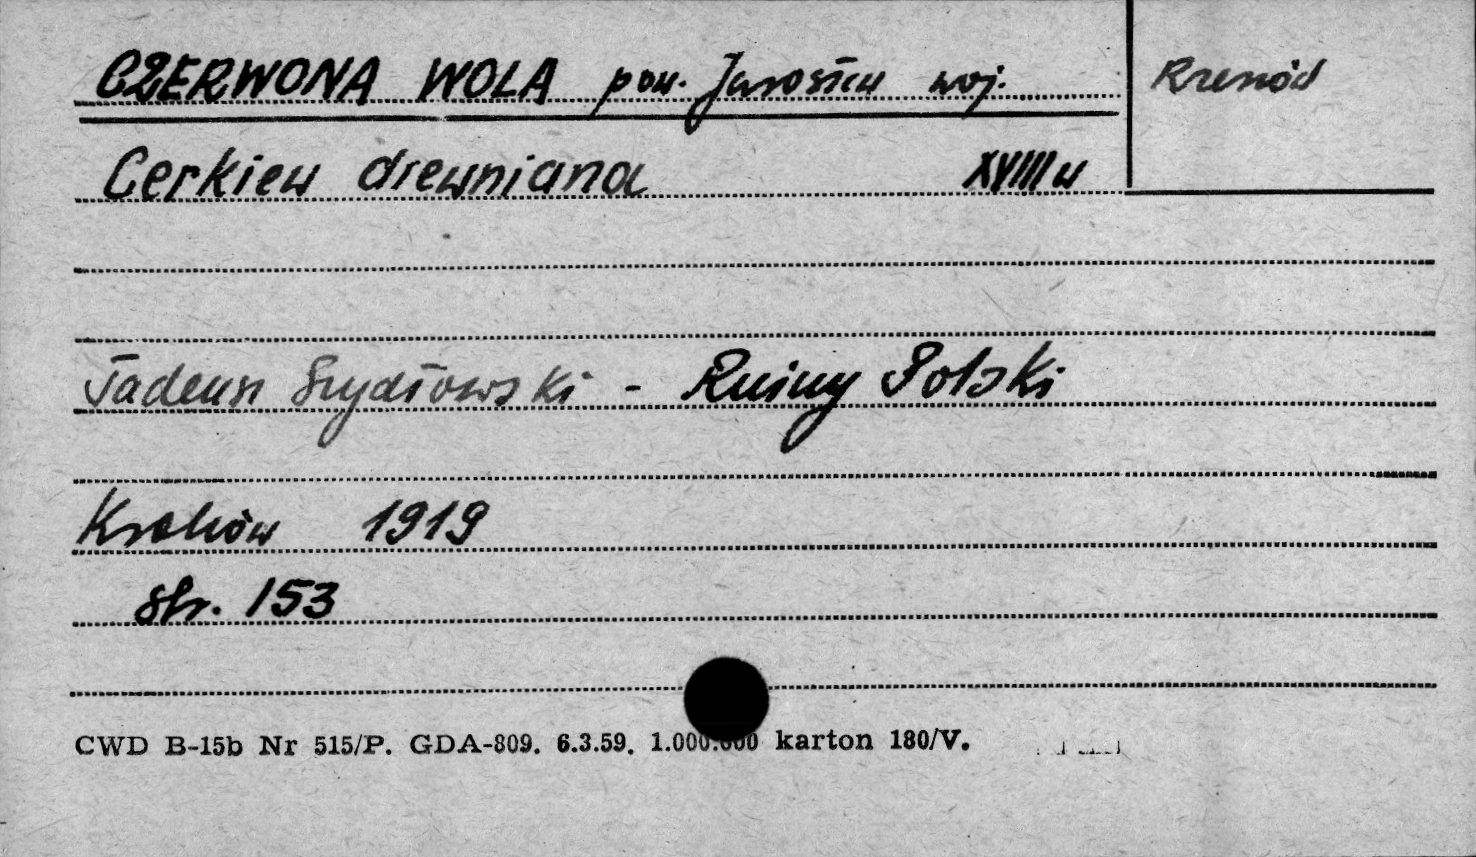 CZERWONA WOLA pow. Jarosław woj. Rzeszów
Cerkiew drewniana XVIII w
Tadeusz Szydłowski - Ruiny Polski
Kraków 1919
str. 153
CWD B-15b Nr 515/P. GDA-809. 6.3.59. 1.000.000 karton 180/V.